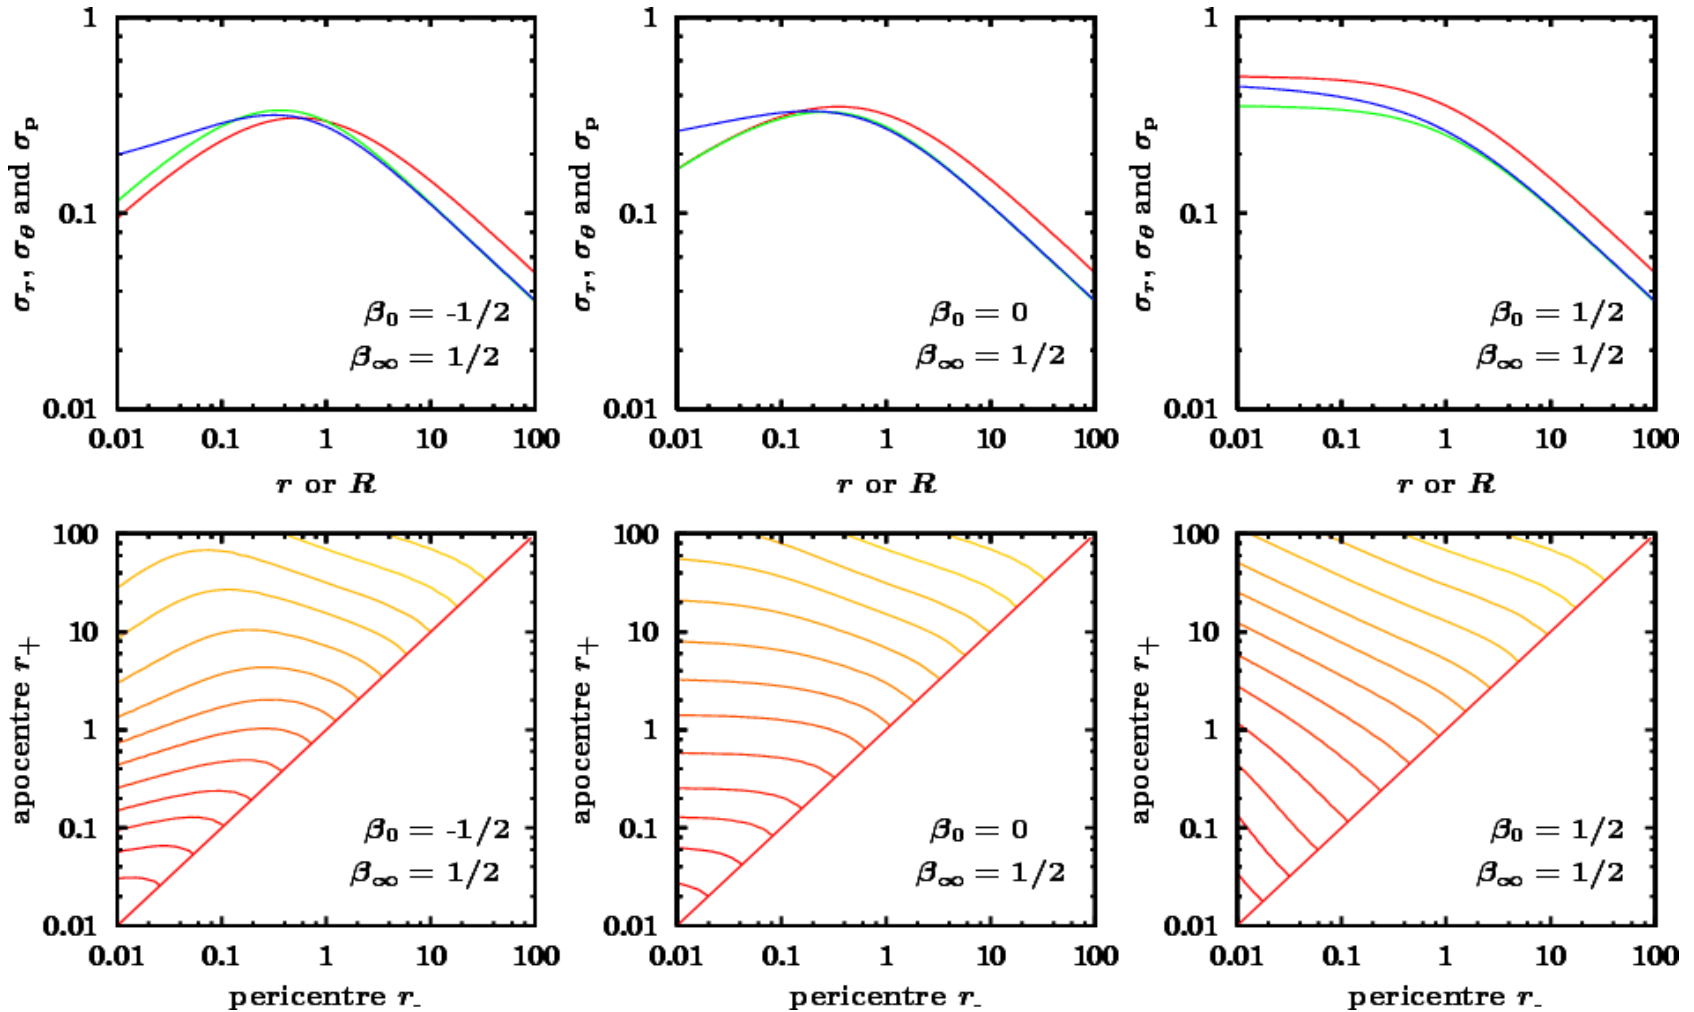 1
0.1
0.01
σr, σθ and σp
β0 = -1/2
β∞ = 1/2
0.01 0.1 1 10 100
r or R
1
0.1
0.01
σr, σθ and σp
β0 = 0
β∞ = 1/2
0.01 0.1 1 10 100
r or R
1
0.1
0.01
σr, σθ and σp
β0 = 1/2
β∞ = 1/2
0.01 0.1 1 10 100
r or R
100
10
1
0.1
0.01
apocentre r+
β0 = -1/2
β∞ = 1/2
0.01 0.1 1 10 100
pericentre r-
100
10
1
0.1
0.01
apocentre r+
β0 = 0
β∞ = 1/2
0.01 0.1 1 10 100
pericentre r-
100
10
1
0.1
0.01
apocentre r+
β0 = 1/2
β∞ = 1/2
0.01 0.1 1 10 100
pericentre r-